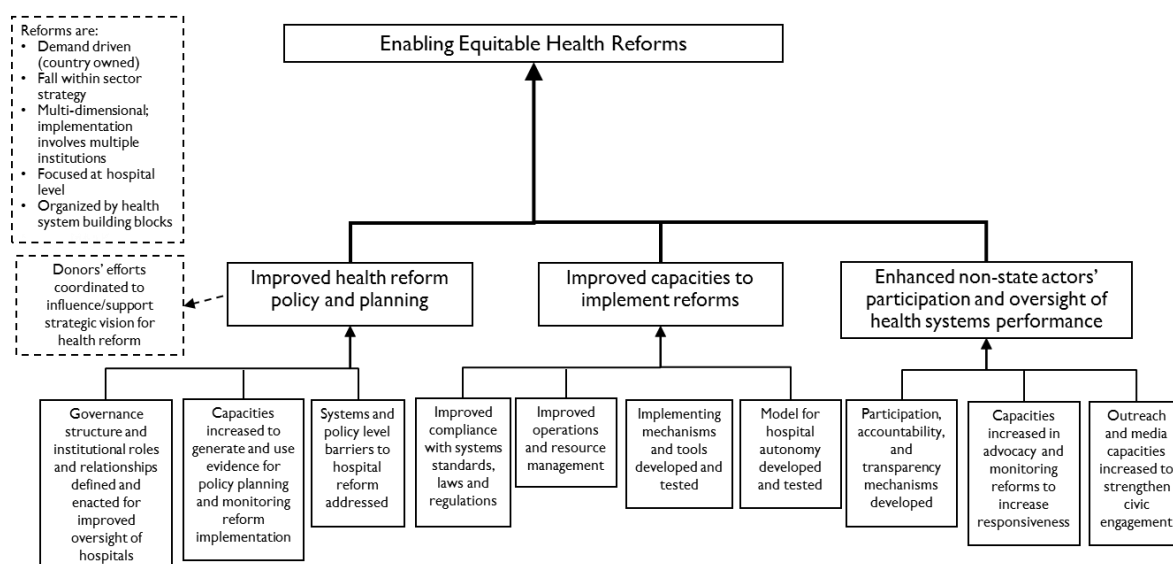 Reforms are:
• Demand driven
(country owned)
• Fall within sector
strategy
• Multi-dimensional;
implementation
involves multiple
institutions
• Focused at hospital
level
• Organized by health
system building blocks
Enabling Equitable Health Reforms
Donors' efforts
coordinated to
influence/support
strategic vision for
health reform
Improved health reform
policy and planning
Improved capacities to
implement reforms
Enhanced non-state actors'
participation and oversight of
health systems performance
Governance
structure and
institutional roles
and relationships
defined and
enacted for
improved
oversight of
hospitals
Capacities
increased to
generate and use
evidence for
policy planning
and monitoring
reform
implementation
Systems and
policy level
barriers to
hospital
reform
addressed
Improved
compliance
with systems
standards,
laws and
regulations
Improved
operations
and resource
management
Implementing
mechanisms
and tools
developed and
tested
Model for
hospital
autonomy
developed
and tested
Participation,
accountability,
and
transparency
mechanisms
developed
Capacities
increased in
advocacy and
monitoring
reforms to
increase
responsiveness
Outreach
and media
capacities
increased to
strengthen
civic
engagement